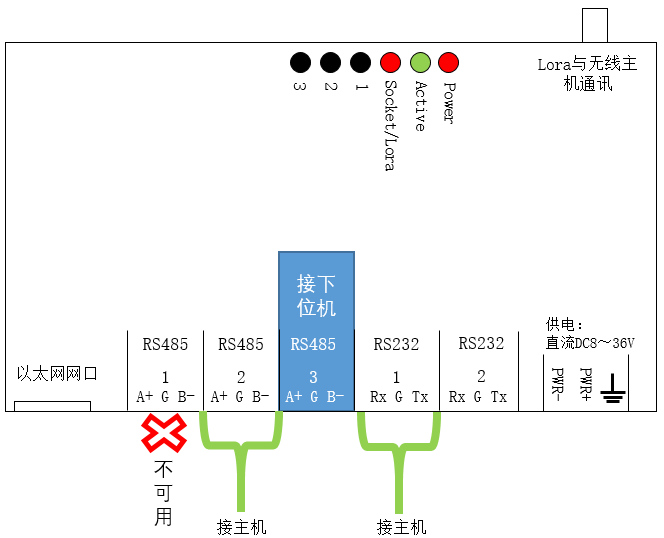 Lora与无线主
机通讯
3
2
1
Socket/Lora
Active
Power
接下
位机
供电:
直流DC8～36V
以太网网口
RS485
1
A+ G B-
RS485
2
A+ G B-
RS485
3
A+ G B-
RS232
1
Rx G Tx
RS232
2
Rx G Tx
PWR-
PWR+
不
可
用
接主机
接主机